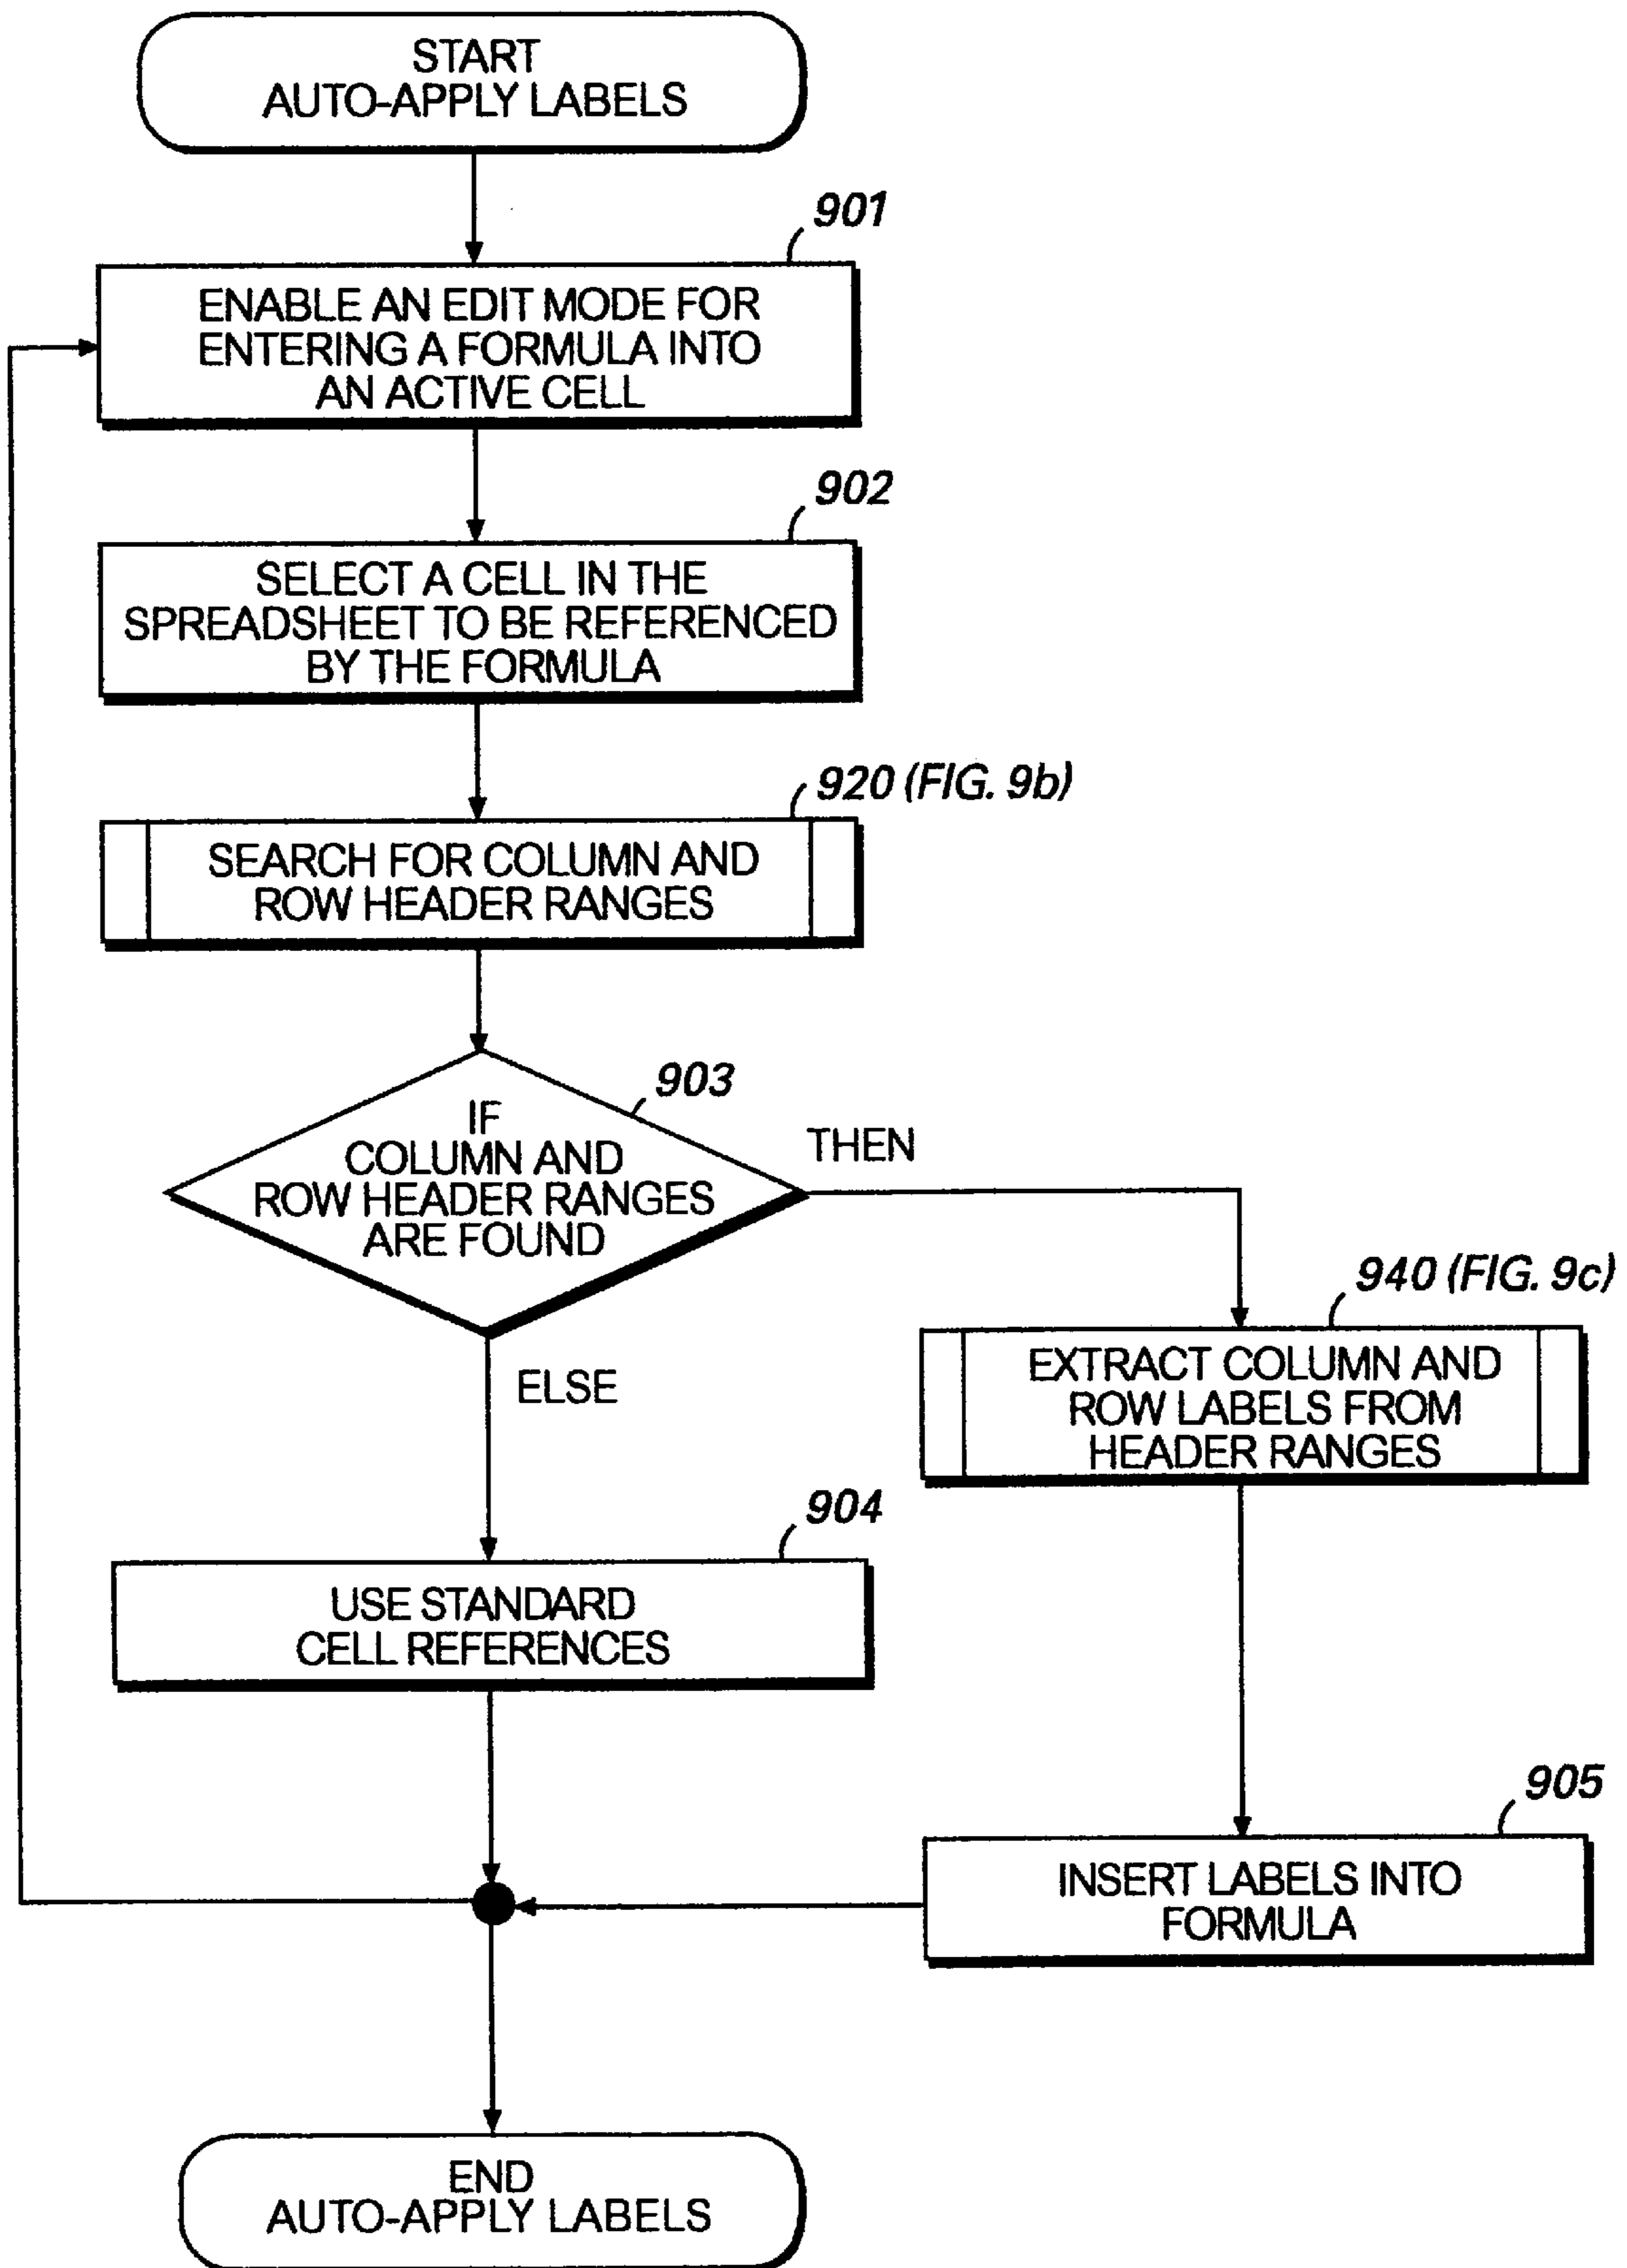 START
AUTO-APPLY LABELS
901
ENABLE AN EDIT MODE FOR
ENTERING A FORMULA INTO
AN ACTIVE CELL
902
SELECT A CELL IN THE
SPREADSHEET TO BE REFERENCED
BY THE FORMULA
920 (FIG. 9b)
SEARCH FOR COLUMN AND
ROW HEADER RANGES
903
IF
COLUMN AND
ROW HEADER RANGES
ARE FOUND
THEN
940 (FIG. 9c)
EXTRACT COLUMN AND
ROW LABELS FROM
HEADER RANGES
ELSE
904
USE STANDARD
CELL REFERENCES
905
INSERT LABELS INTO
FORMULA
END
AUTO-APPLY LABELS